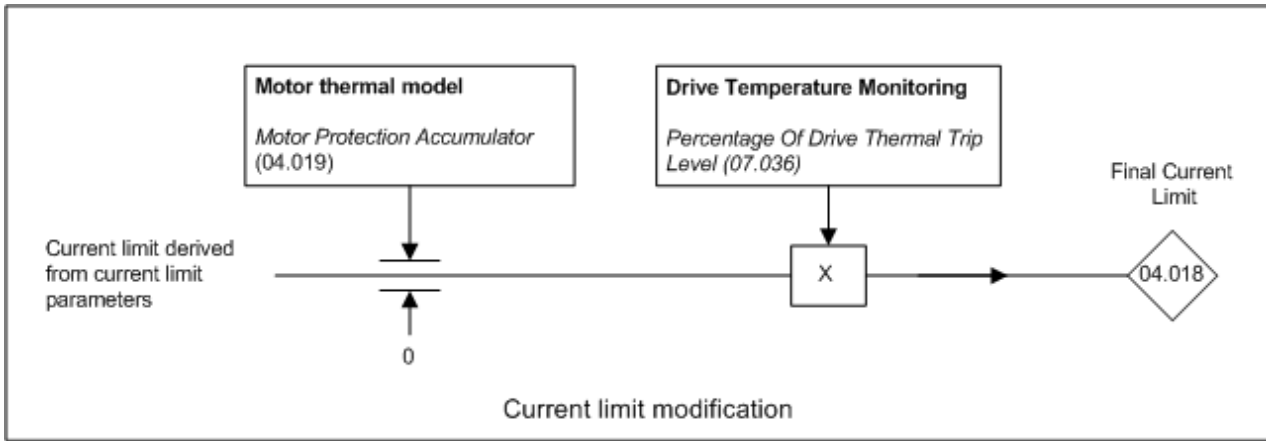 Motor thermal model
Motor Protection Accumulator
(04.019)
Drive Temperature Monitoring
Percentage Of Drive Thermal Trip
Level (07.036)
Final Current
Limit
Current limit derived
from current limit
parameters
X
04.018
0
Current limit modification